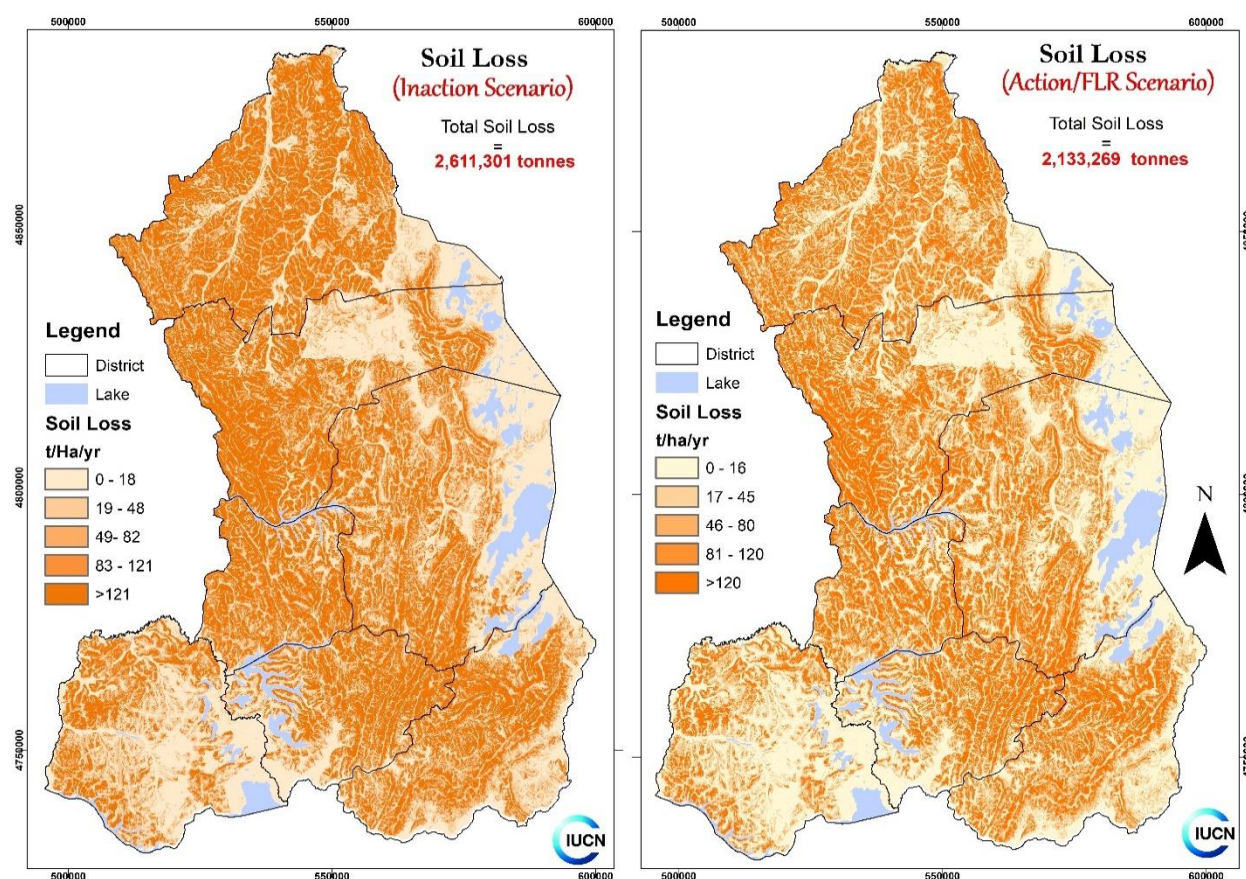 500000 550000 600000
Soil Loss
(Inaction Scenario)
Total Soil Loss
=
2,611,301 tonnes
4850000
4800000
4750000
Legend
District
Lake
Soil Loss
t/Ha/yr
0 - 18
19 - 48
49- 82
83 - 121
>121
IUCN
500000 550000 600000
500000 550000 600000
Soil Loss
(Action/FLR Scenario)
Total Soil Loss
=
2,133,269 tonnes
Legend
District
Lake
Soil Loss
t/ha/yr
0 - 16
17 - 45
46 - 80
81 - 120
>120
N
IUCN
500000 550000 600000